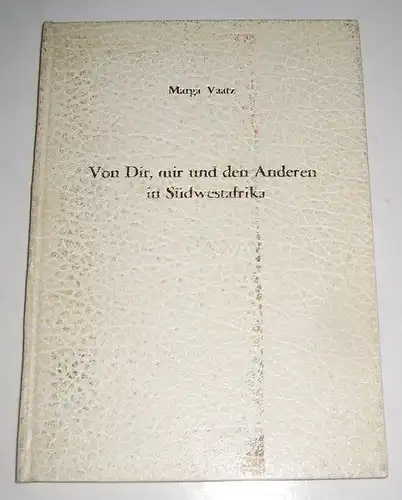 Marga Vaatz
Von Dir, mir und den Anderen
in Südwestafrika